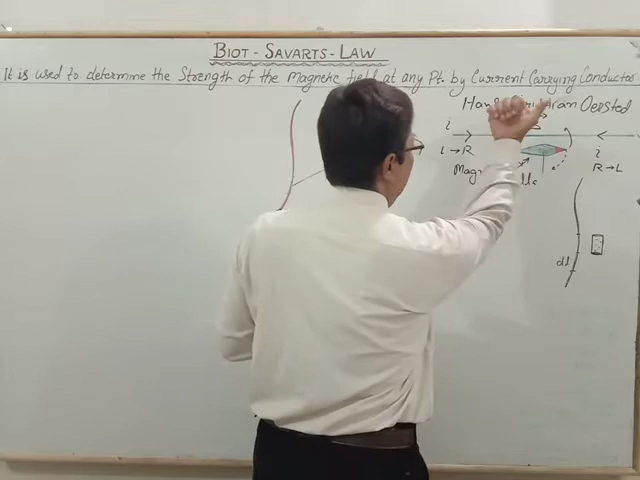 BIOT - SAVARTS - LAW
It is used to determine the Strength of the Magnetic field at any Pt. by Current Carrying Conductor
Oersted
i
i
L → R
R → L
dl